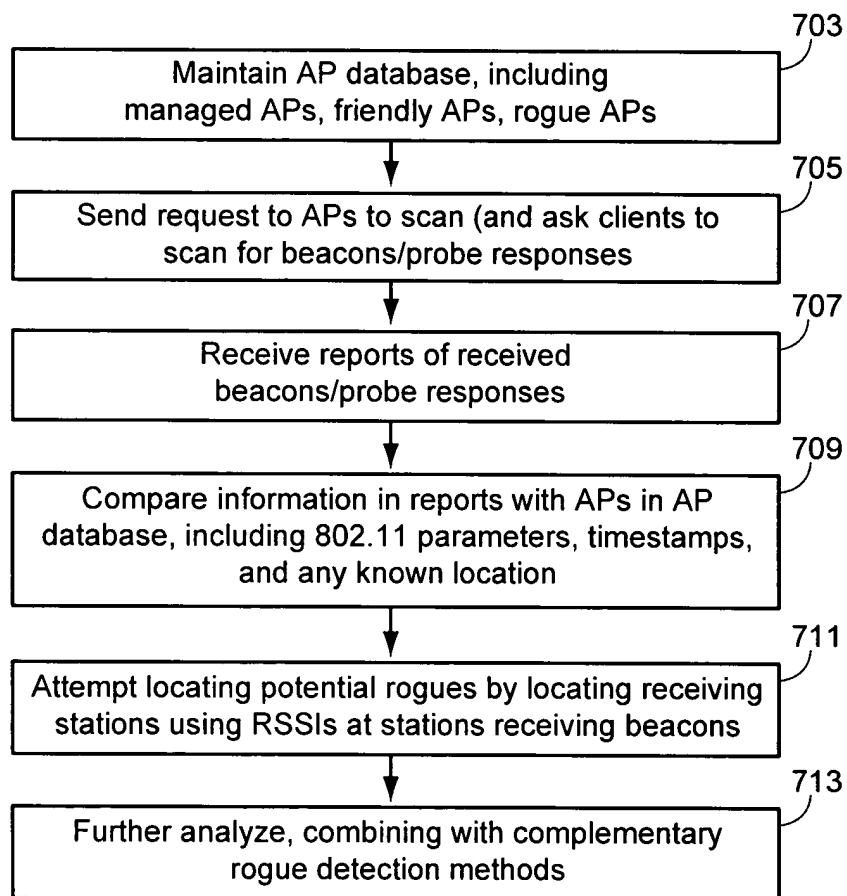 703
Maintain AP database, including
managed APs, friendly APs, rogue APs
705
Send request to APs to scan (and ask clients to
scan for beacons/probe responses
707
Receive reports of received
beacons/probe responses
709
Compare information in reports with APs in AP
database, including 802.11 parameters, timestamps,
and any known location
711
Attempt locating potential rogues by locating receiving
stations using RSSIs at stations receiving beacons
713
Further analyze, combining with complementary
rogue detection methods